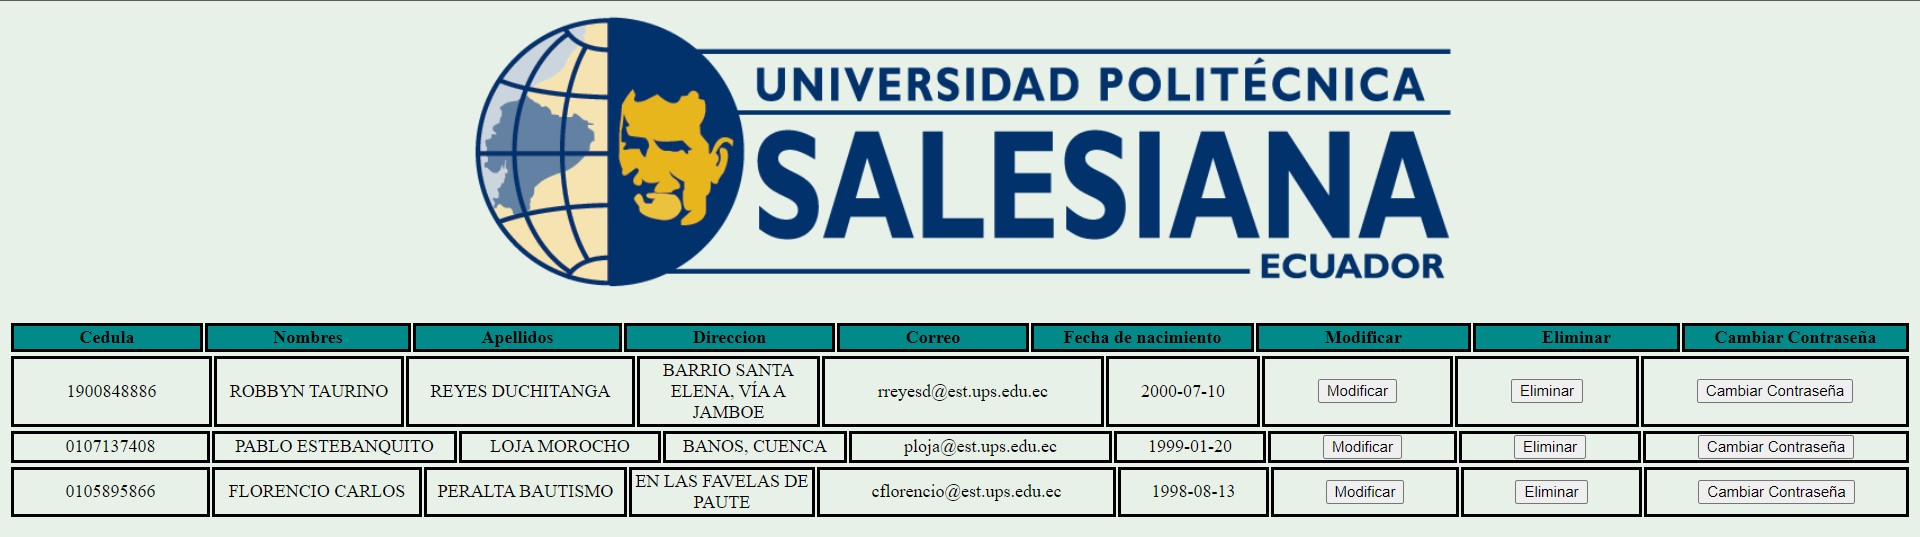 UNIVERSIDAD POLITÉCNICA
SALESIANA
ECUADOR
Cedula Nombres Apellidos Direccion Correo Fecha de nacimiento Modificar Eliminar Cambiar Contraseña
1900848886 ROBBYN TAURINO REYES DUCHITANGA BARRIO SANTA
ELENA, VÍA A
JAMBOE rreyesd@est.ups.edu.ec 2000-07-10 Modificar Eliminar Cambiar Contraseña
0107137408 PABLO ESTEBANQUITO LOJA MOROCHO BANOS, CUENCA ploja@est.ups.edu.ec 1999-01-20 Modificar Eliminar Cambiar Contraseña
0105895866 FLORENCIO CARLOS PERALTA BAUTISMO EN LAS FAVELAS DE
PAUTE cflorencio@est.ups.edu.ec 1998-08-13 Modificar Eliminar Cambiar Contraseña